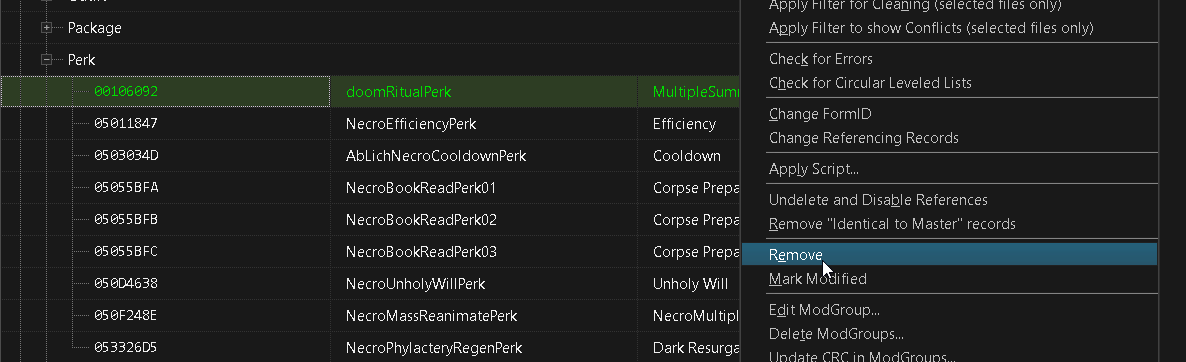 Apply Filter for Cleaning (selected files only)
Package
Apply Filter to show Conflicts (selected files only)
Perk
Check for Errors
Check for Circular Leveled Lists
00106092 doomRitualPerk MultipleSum
Change FormID
05011847 NecroEfficiencyPerk Efficiency
Change Referencing Records
0503034D AbLichNecroCooldownPerk Cooldown
Apply Script...
05055BFA NecroBookReadPerk01 Corpse Prepa
Undelete and Disable References
05055BFB NecroBookReadPerk02 Corpse Prepa
Remove "Identical to Master" records
05055BFC NecroBookReadPerk03 Corpse Prepa
Remove
050D4638 NecroUnholyWillPerk Unholy Will
Mark Modified
050F248E NecroMassReanimatePerk NecroMultipl
Edit ModGroup...
Delete ModGroups...
053326D5 NecroPhylacteryRegenPerk Dark Resurga
Update CRC in ModGroups...